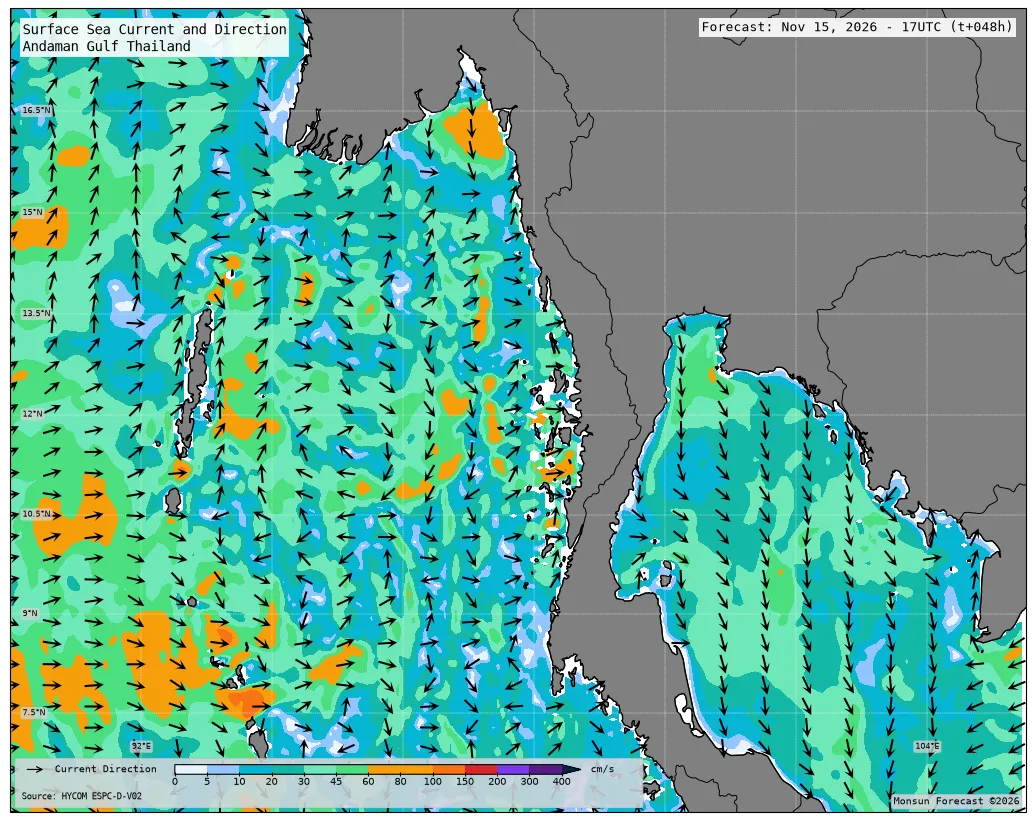 Surface Sea Current and Direction
Andaman Gulf Thailand
Forecast: Nov 15, 2026 - 17UTC (t+048h)
16.5°N
15°N
13.5°N
12°N
10.5°N
9°N
7.5°N
92°E
104°E
Current Direction
cm/s
0 5 10 20 30 45 60 80 100 150 200 300 400
Source: HYCOM ESPC-D-V02
Monsun Forecast ©2026